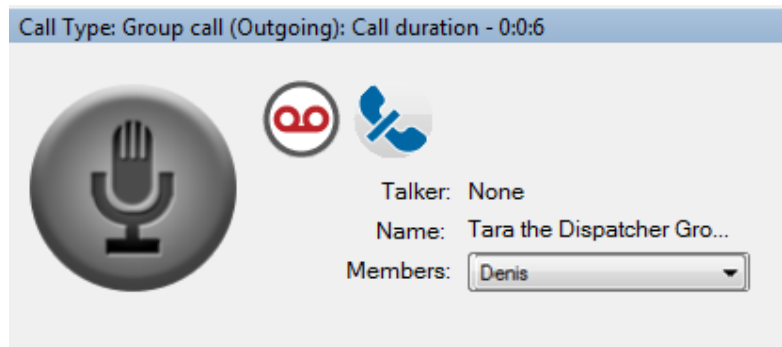 Call Type: Group call (Outgoing): Call duration - 0:0:6
Talker: None
Name: Tara the Dispatcher Gro...
Members: Denis